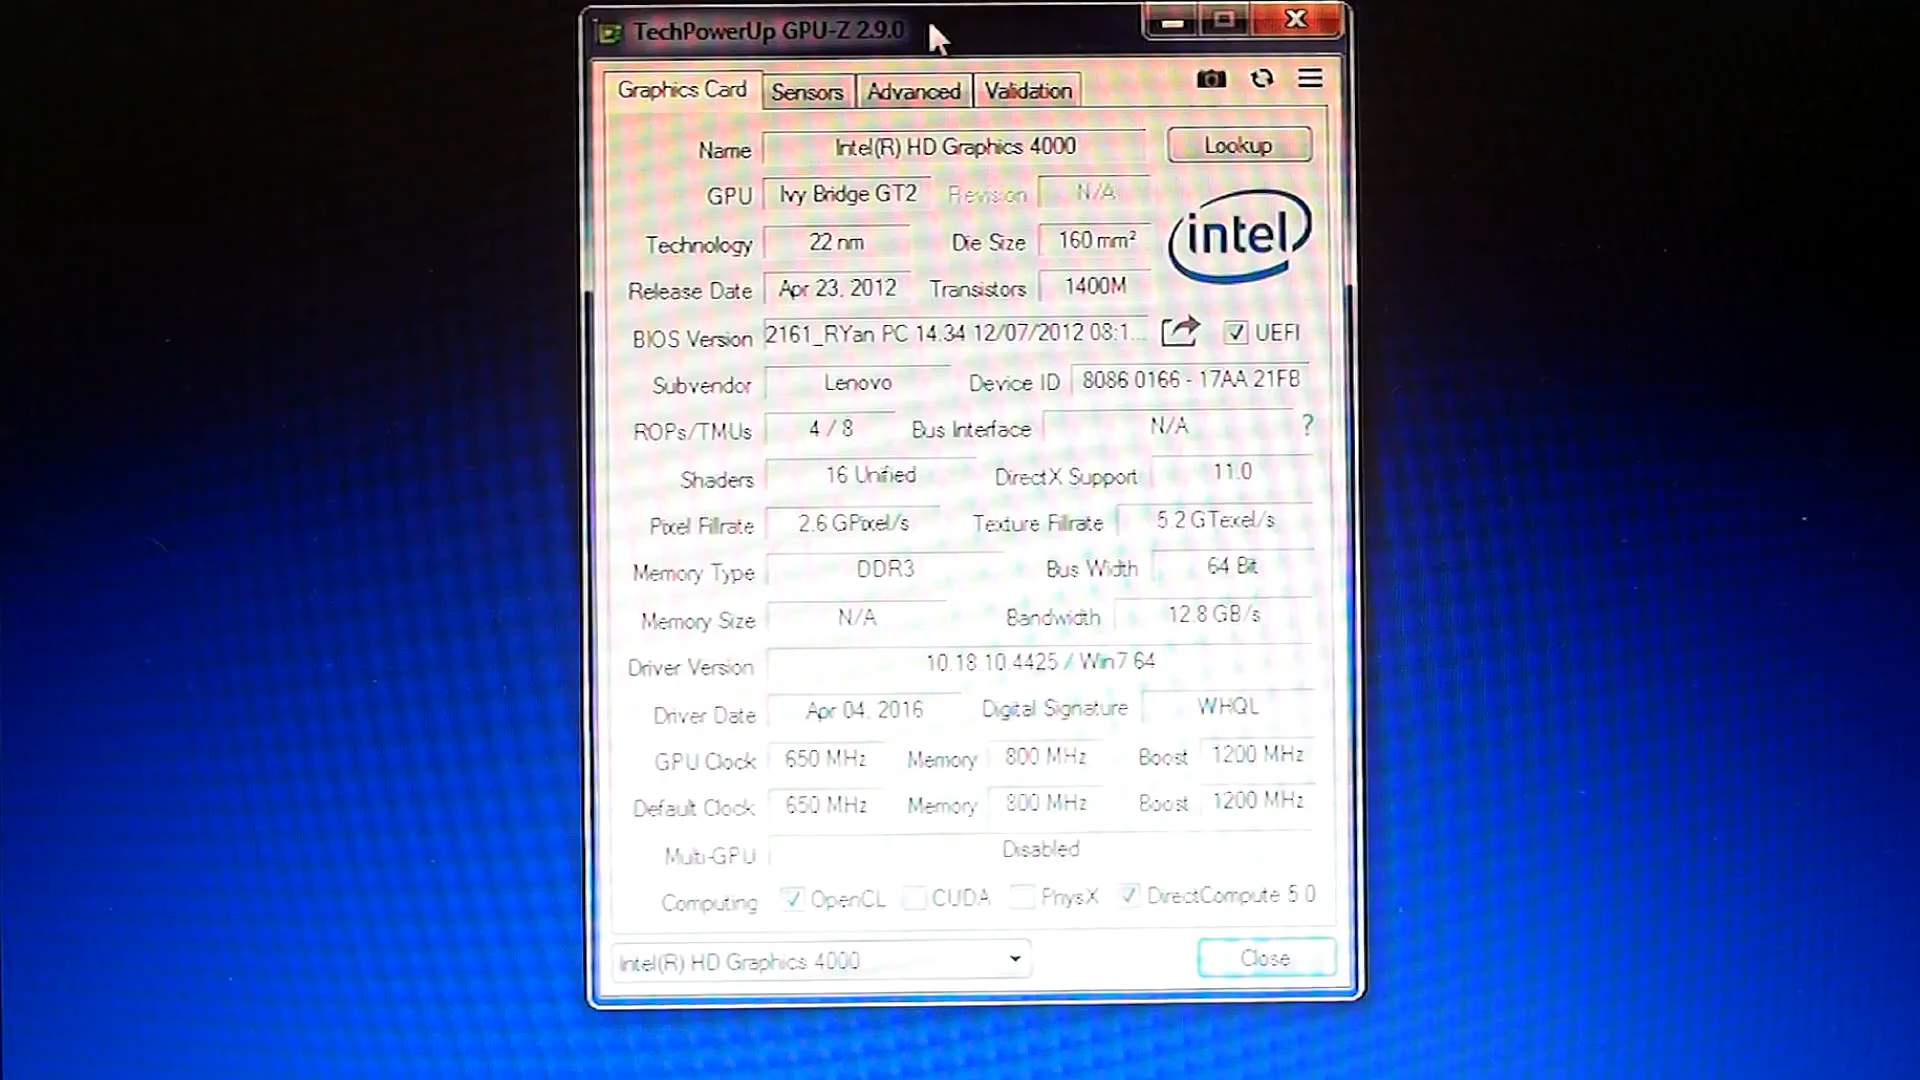 TechPowerUp GPU-Z 2.9.0
Graphics Card Sensors Advanced Validation
Name Intel(R) HD Graphics 4000 Lookup
GPU Ivy Bridge GT2 Revision N/A
intel
Technology 22 nm Die Size 160 mm²
Release Date Apr 23, 2012 Transistors 1400M
BIOS Version 2161_RYan PC 14.34 12/07/2012 08:1... UEFI
Subvendor Lenovo Device ID 8086 0166 - 17AA 21FB
ROPs/TMUs 4 / 8 Bus Interface N/A ?
Shaders 16 Unified DirectX Support 11.0
Pixel Fillrate 2.6 GPixel/s Texture Fillrate 5.2 GTexel/s
Memory Type DDR3 Bus Width 64 Bit
Memory Size N/A Bandwidth 12.8 GB/s
Driver Version 10.18.10.4425 / Win7 64
Driver Date Apr 04, 2016 Digital Signature WHQL
GPU Clock 650 MHz Memory 800 MHz Boost 1200 MHz
Default Clock 650 MHz Memory 800 MHz Boost 1200 MHz
Multi-GPU Disabled
Computing OpenCL CUDA PhysX DirectCompute 5.0
Intel(R) HD Graphics 4000 Close